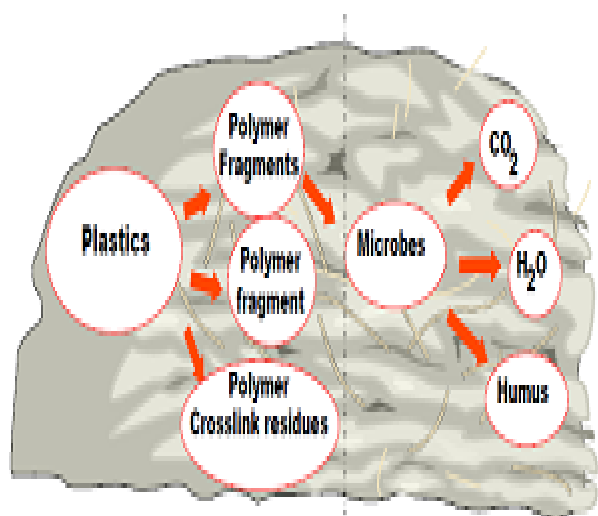 Plastics
Polymer
Fragments
Polymer
fragment
Polymer
Crosslink residues
Microbes
CO2
H2O
Humus